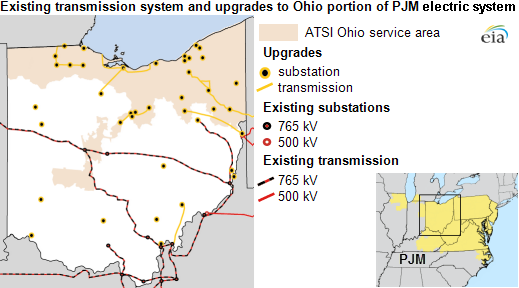 Existing transmission system and upgrades to Ohio portion of PJM electric system
ATSI Ohio service area
eia
Upgrades
substation
transmission
Existing substations
765 kV
500 kV
Existing transmission
765 kV
500 kV
PJM